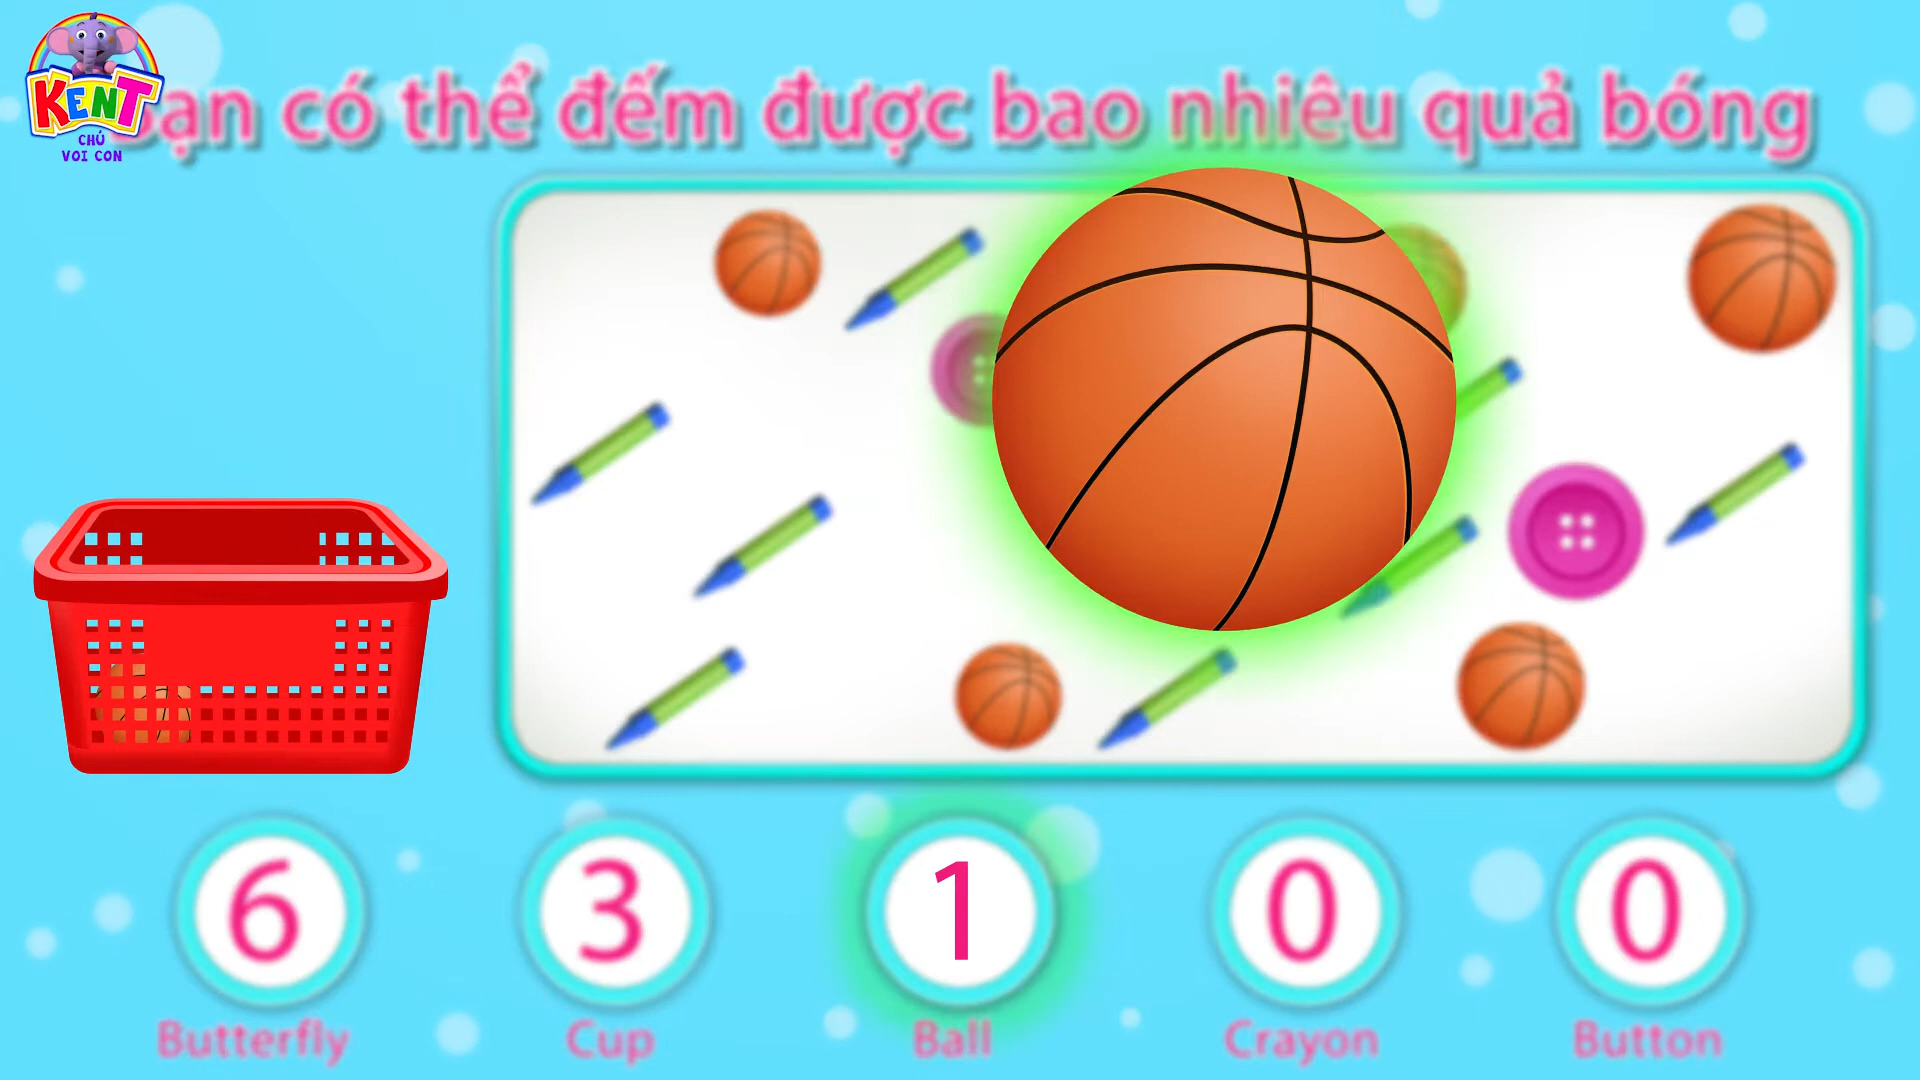 KENT
CHÚ
VOI CON
ạn có thể đếm được bao nhiêu quả bóng
6
3
1
0
0
Butterfly
Cup
Ball
Crayon
Button